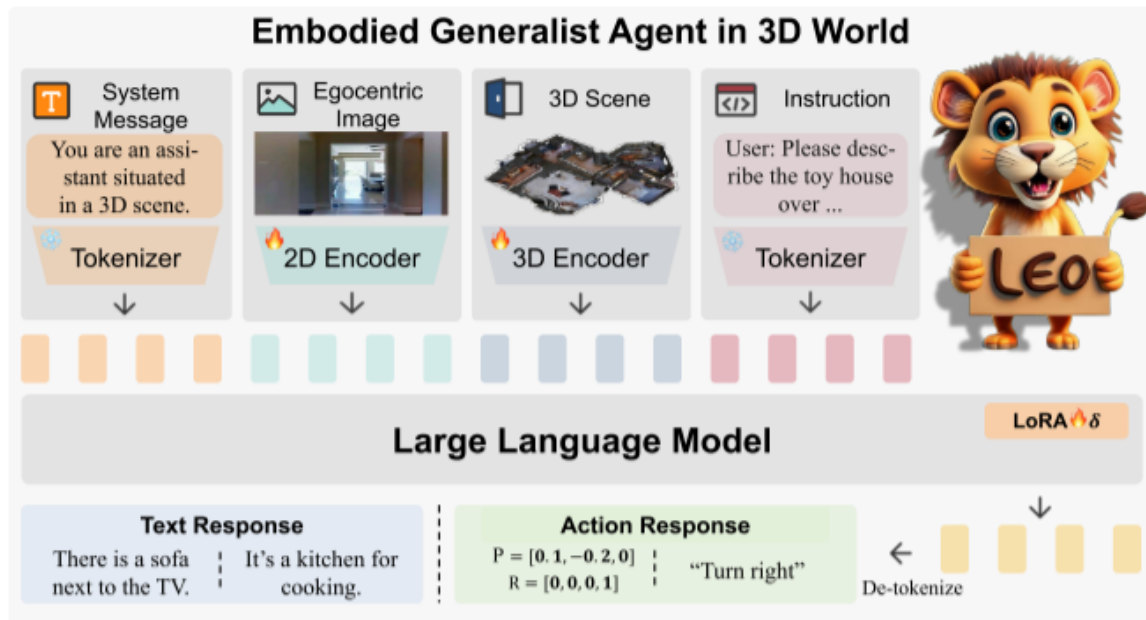 Embodied Generalist Agent in 3D World
T
System
Message
You are an assi-
stant situated
in a 3D scene.
Tokenizer
Egocentric
Image
2D Encoder
3D Scene
3D Encoder
</>
Instruction
User: Please desc-
ribe the toy house
over ...
Tokenizer
LEO
Large Language Model
LoRA🔥δ
Text Response
There is a sofa
next to the TV.
It's a kitchen for
cooking.
Action Response
P = [0.1, −0.2, 0]
R = [0, 0, 0, 1]
“Turn right”
De-tokenize